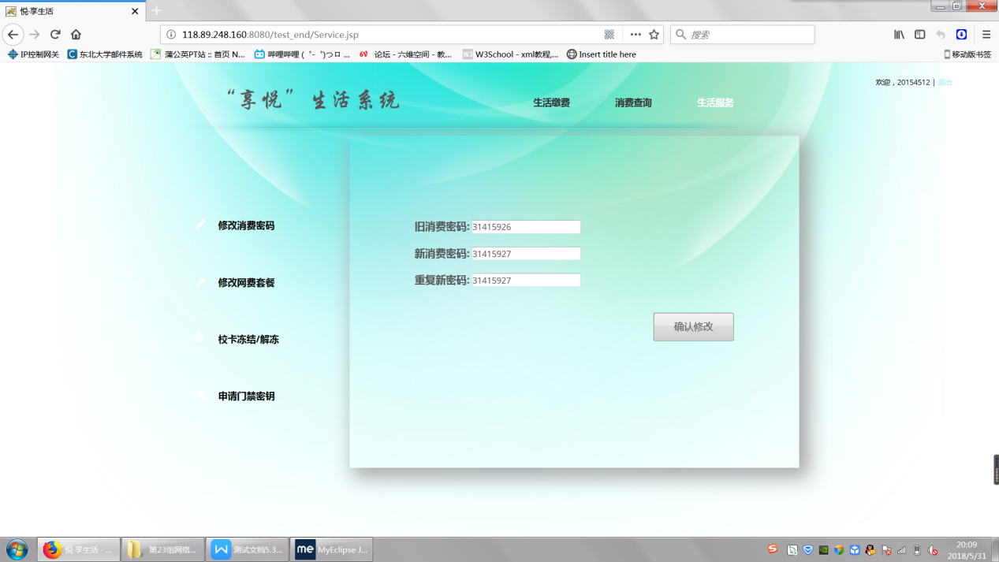 悦·享生活
118.89.248.160:8080/test_end/Service.jsp
搜索
IP控制网关 东北大学邮件系统 蒲公英PT站 :: 首页 N... 哔哩哔哩 ( ゜- ゜)つロ ... 论坛 - 六维空间 - 教... W3School - xml教程,... Insert title here 移动版书签
欢迎，20154512 | 退出
“享悦”生活系统
生活缴费 消费查询 生活服务
修改消费密码
修改网费套餐
校卡冻结/解冻
申请门禁密钥
旧消费密码: 31415926
新消费密码: 31415927
重复新密码: 31415927
确认修改
悦·享生活 - ... 第23组网络... 测试文档5.3... MyEclipse J...
20:09
2018/5/31